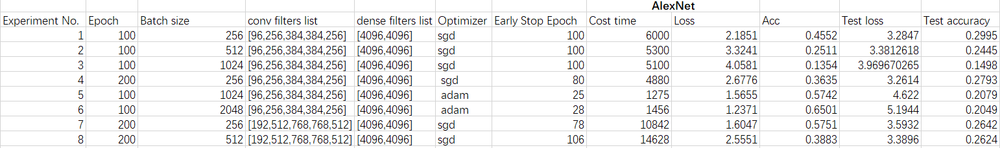 AlexNet
Experiment No. Epoch Batch size conv filters list dense filters list Optimizer Early Stop Epoch Cost time Loss Acc Test loss Test accuracy
1 100 256 [96,256,384,384,256] [4096,4096] sgd 100 6000 2.1851 0.4552 3.2847 0.2995
2 100 512 [96,256,384,384,256] [4096,4096] sgd 100 5300 3.3241 0.2511 3.3812618 0.2445
3 100 1024 [96,256,384,384,256] [4096,4096] sgd 100 5100 4.0581 0.1354 3.969670265 0.1498
4 200 256 [96,256,384,384,256] [4096,4096] sgd 80 4880 2.6776 0.3635 3.2614 0.2793
5 100 1024 [96,256,384,384,256] [4096,4096] adam 25 1275 1.5655 0.5742 4.622 0.2079
6 100 2048 [96,256,384,384,256] [4096,4096] adam 28 1456 1.2371 0.6501 5.1944 0.2049
7 200 256 [192,512,768,768,512] [4096,4096] sgd 78 10842 1.6047 0.5751 3.5932 0.2642
8 200 512 [192,512,768,768,512] [4096,4096] sgd 106 14628 2.5551 0.3883 3.3896 0.2624